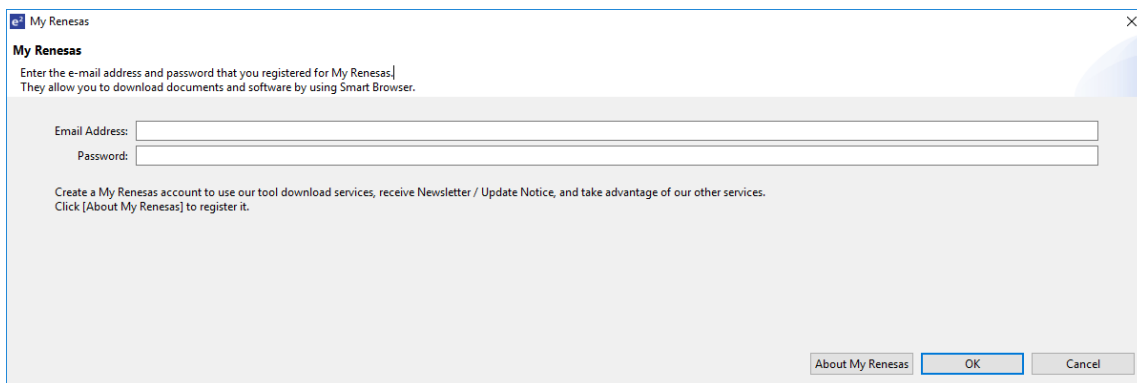 e² My Renesas
My Renesas
Enter the e-mail address and password that you registered for My Renesas.
They allow you to download documents and software by using Smart Browser.
Email Address:
Password:
Create a My Renesas account to use our tool download services, receive Newsletter / Update Notice, and take advantage of our other services.
Click [About My Renesas] to register it.
About My Renesas OK Cancel